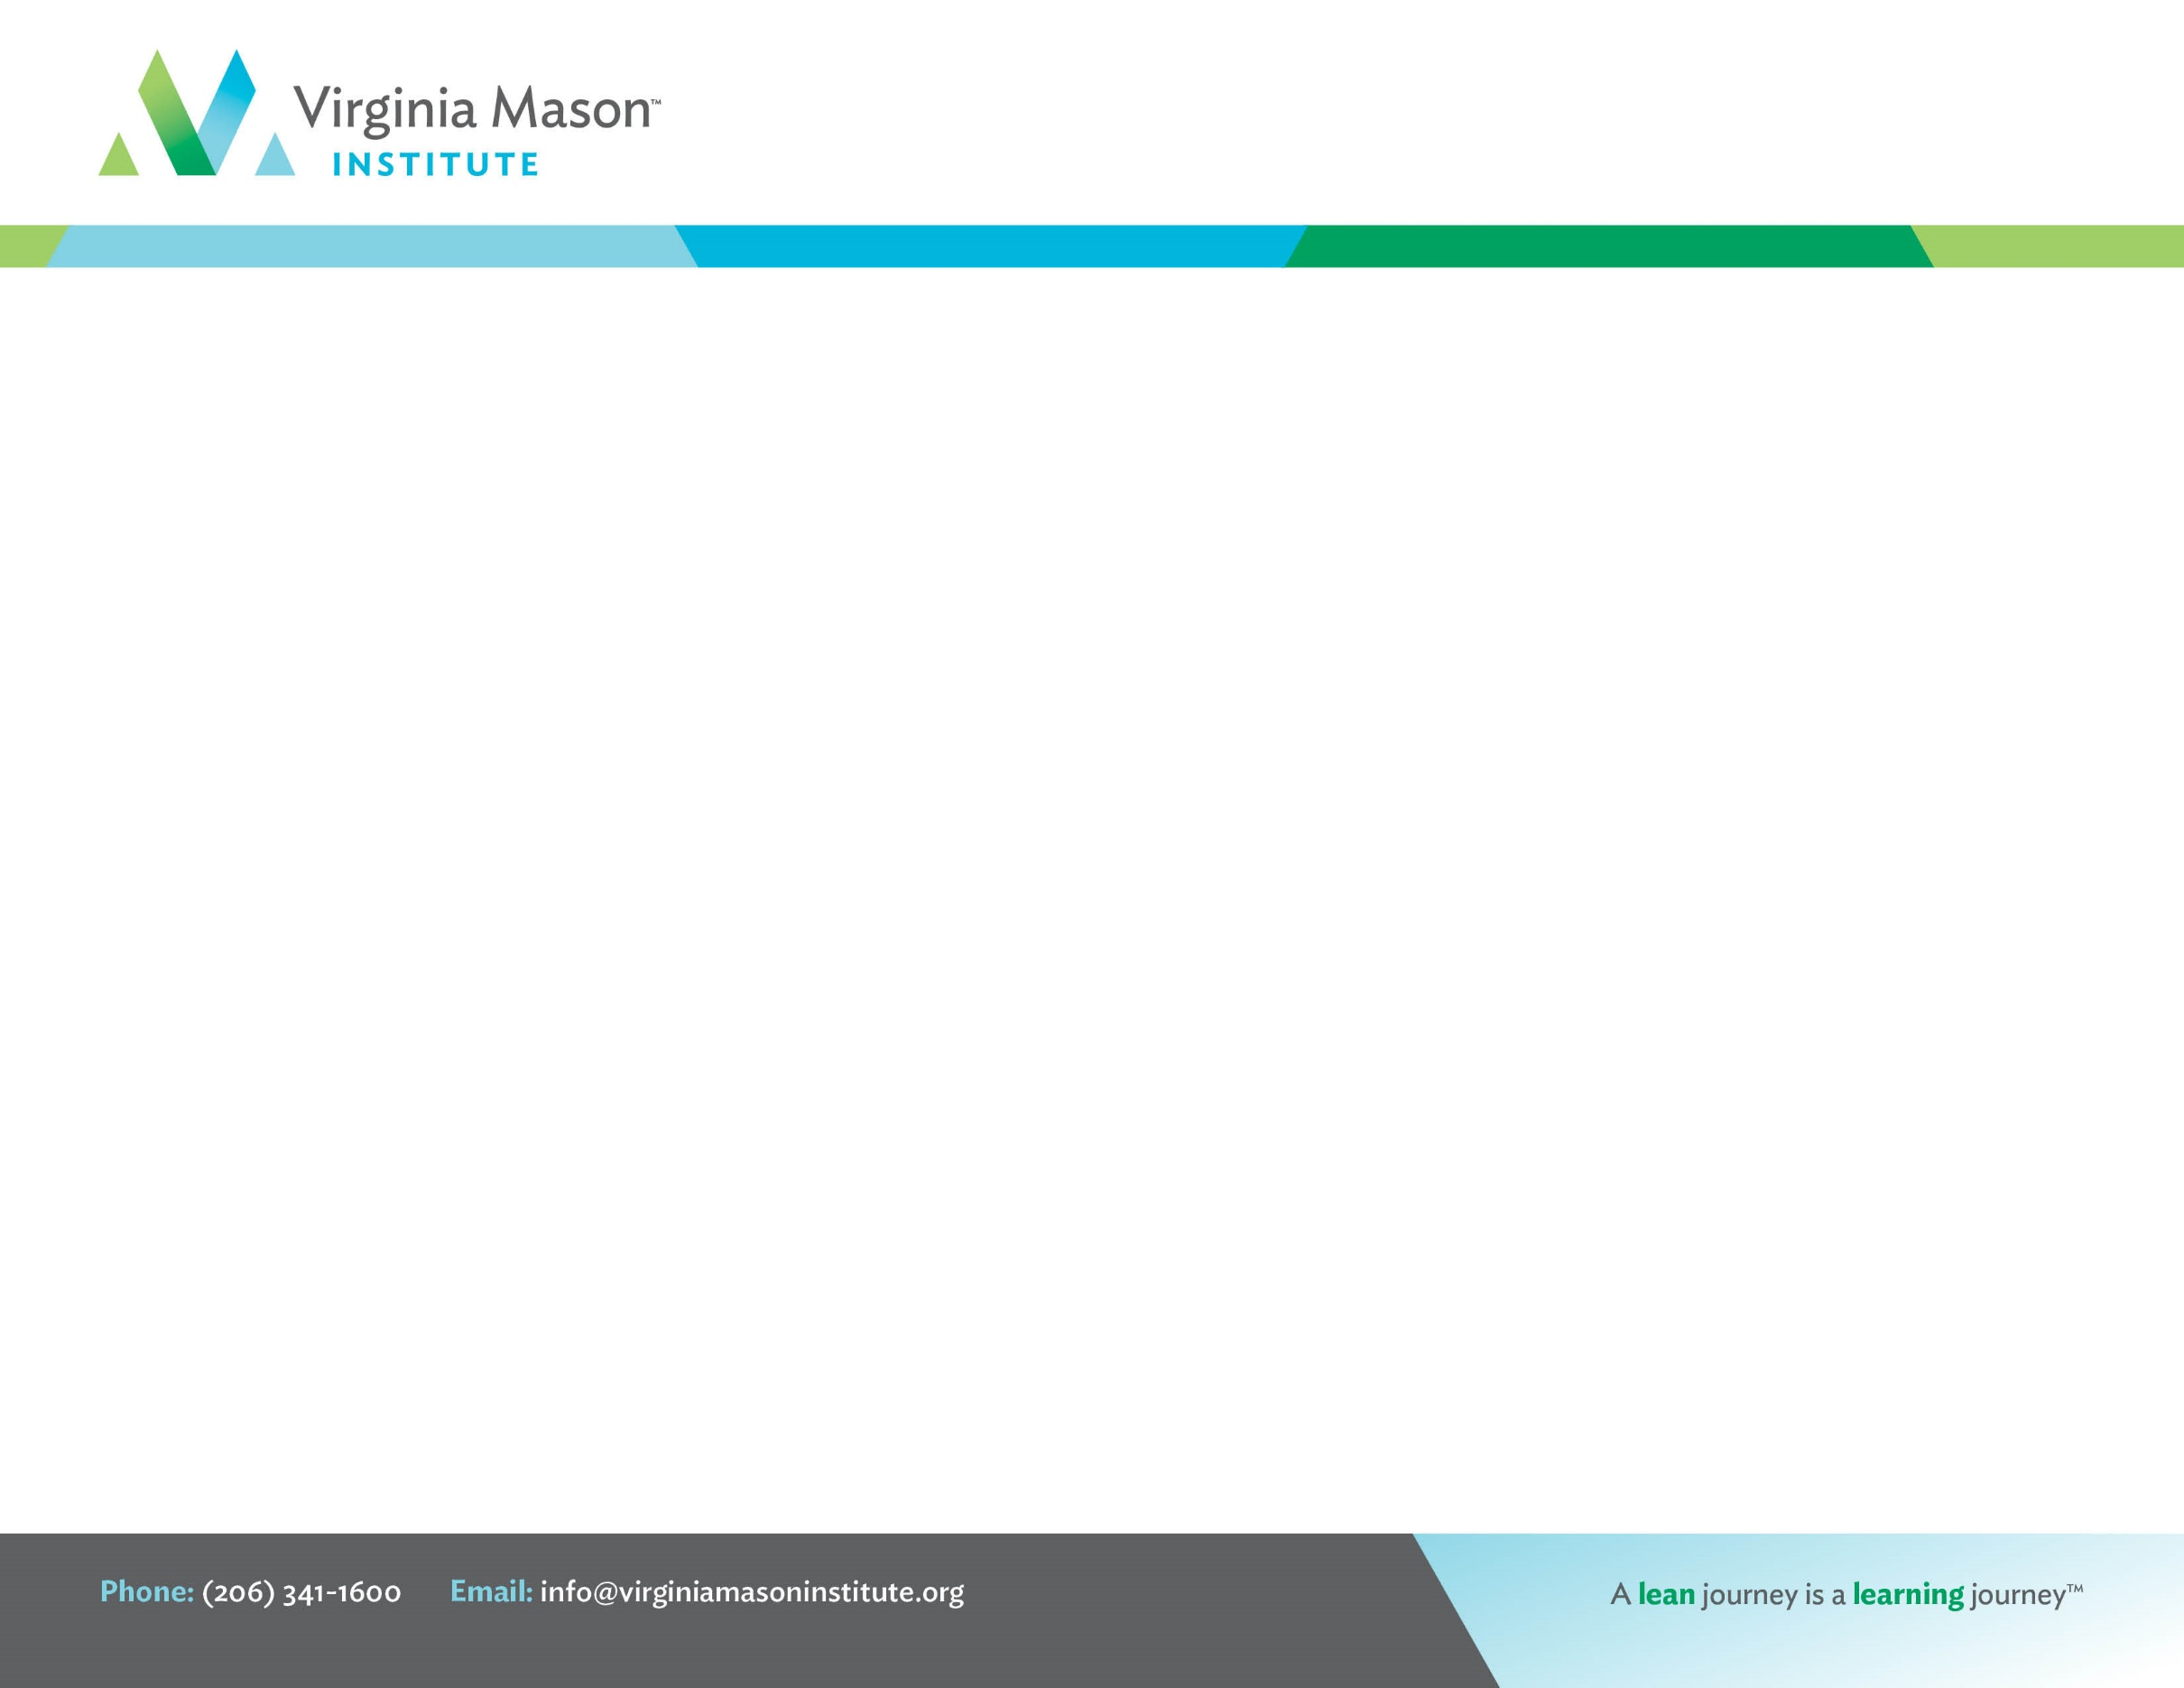 Virginia Mason™
INSTITUTE
Phone: (206) 341-1600 Email: info@virginiamasoninstitute.org
A lean journey is a learning journey™